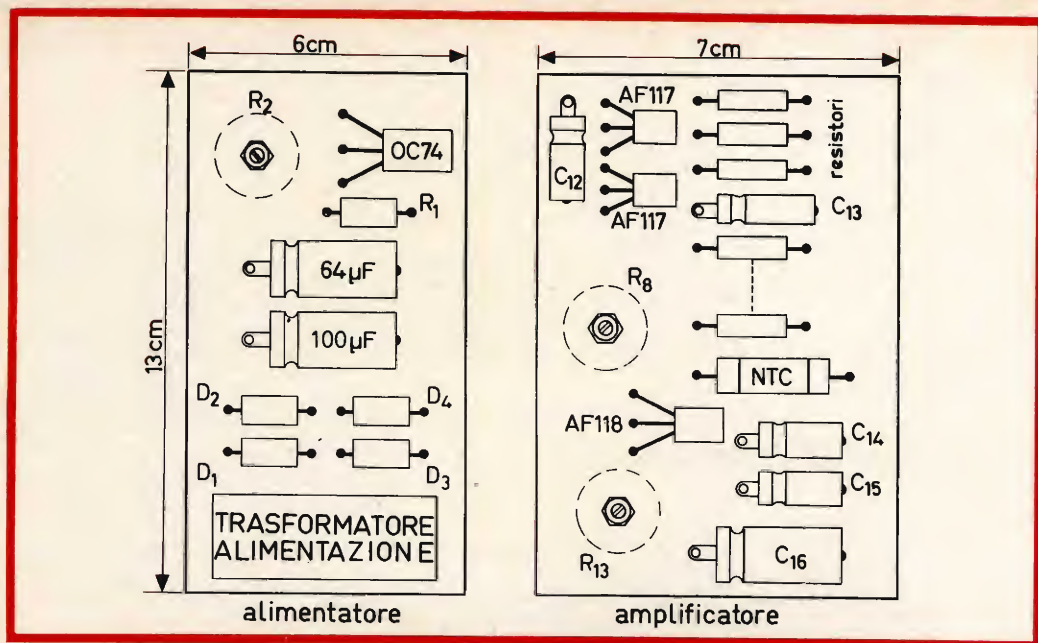 6cm
13cm
R2
OC74
R1
64µF
100µF
D2
D4
D1
D3
TRASFORMATORE
ALIMENTAZIONE
alimentatore
7cm
AF117
C12
AF117
resistori
C13
R8
NTC
AF118
C14
C15
R13
C16
amplificatore